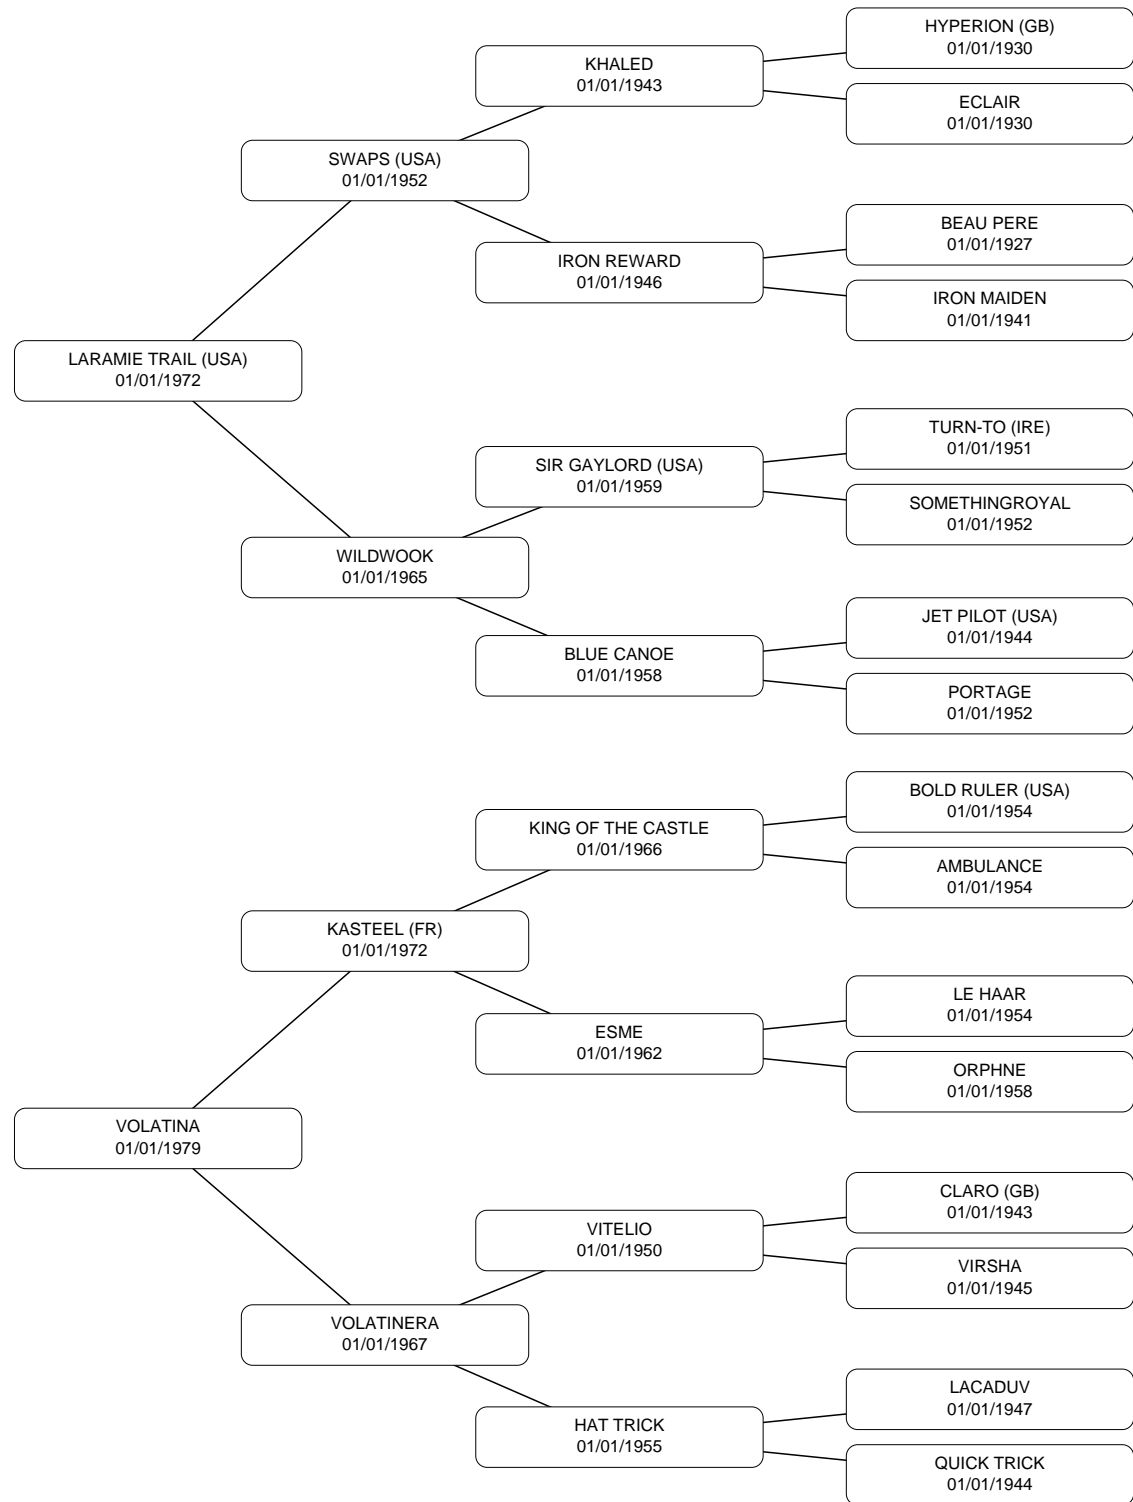 HYPERION (GB)
01/01/1930
KHALED
01/01/1943
ECLAIR
01/01/1930
SWAPS (USA)
01/01/1952
BEAU PERE
01/01/1927
IRON REWARD
01/01/1946
IRON MAIDEN
01/01/1941
LARAMIE TRAIL (USA)
01/01/1972
TURN-TO (IRE)
01/01/1951
SIR GAYLORD (USA)
01/01/1959
SOMETHINGROYAL
01/01/1952
WILDWOOK
01/01/1965
JET PILOT (USA)
01/01/1944
BLUE CANOE
01/01/1958
PORTAGE
01/01/1952
BOLD RULER (USA)
01/01/1954
KING OF THE CASTLE
01/01/1966
AMBULANCE
01/01/1954
KASTEEL (FR)
01/01/1972
LE HAAR
01/01/1954
ESME
01/01/1962
ORPHNE
01/01/1958
VOLATINA
01/01/1979
CLARO (GB)
01/01/1943
VITELIO
01/01/1950
VIRSHA
01/01/1945
VOLATINERA
01/01/1967
LACADUV
01/01/1947
HAT TRICK
01/01/1955
QUICK TRICK
01/01/1944